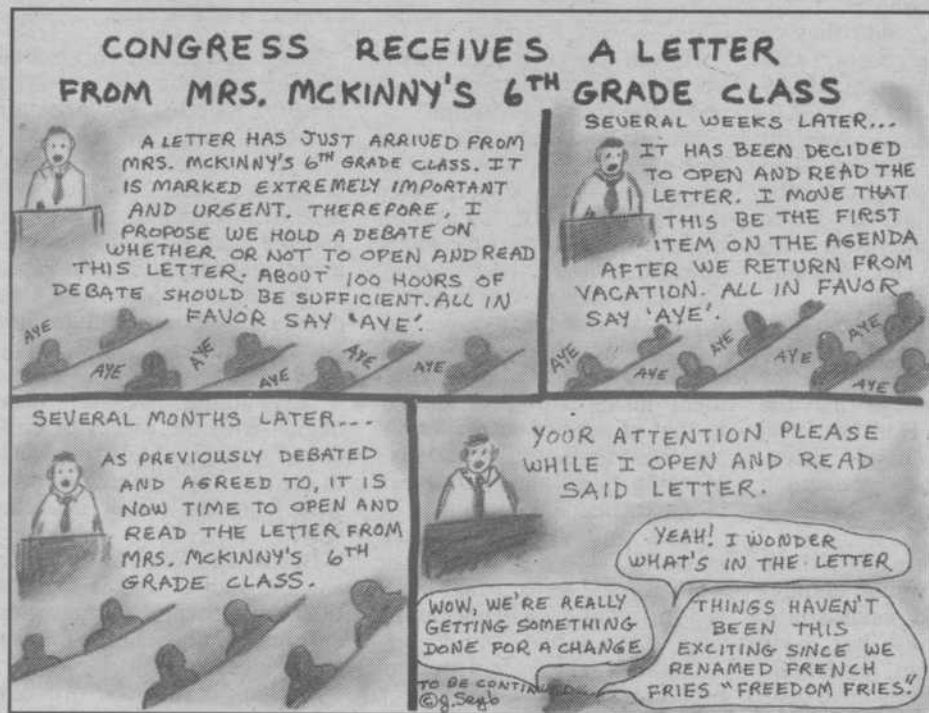 CONGRESS RECEIVES A LETTER
FROM MRS. MCKINNY'S 6TH GRADE CLASS
A LETTER HAS JUST ARRIVED FROM
MRS. MCKINNY'S 6TH GRADE CLASS. IT
IS MARKED EXTREMELY IMPORTANT
AND URGENT. THEREFORE, I
PROPOSE WE HOLD A DEBATE ON
WHETHER OR NOT TO OPEN AND READ
THIS LETTER. ABOUT 100 HOURS OF
DEBATE SHOULD BE SUFFICIENT. ALL IN
FAVOR SAY 'AYE'.
AYE
AYE
AYE
AYE
AYE
AYE
SEVERAL WEEKS LATER...
IT HAS BEEN DECIDED
TO OPEN AND READ THE
LETTER. I MOVE THAT
THIS BE THE FIRST
ITEM ON THE AGENDA
AFTER WE RETURN FROM
VACATION. ALL IN FAVOR
SAY 'AYE'.
AYE
AYE
AYE
AYE
AYE
AYE
SEVERAL MONTHS LATER...
AS PREVIOUSLY DEBATED
AND AGREED TO, IT IS
NOW TIME TO OPEN AND
READ THE LETTER FROM
MRS. MCKINNY'S 6TH
GRADE CLASS.
YOUR ATTENTION PLEASE
WHILE I OPEN AND READ
SAID LETTER.
YEAH! I WONDER
WHAT'S IN THE LETTER
WOW, WE'RE REALLY
GETTING SOMETHING
DONE FOR A CHANGE
THINGS HAVEN'T
BEEN THIS
EXCITING SINCE WE
RENAMED FRENCH
FRIES "FREEDOM FRIES."
TO BE CONTINUED...
©J. Seyb